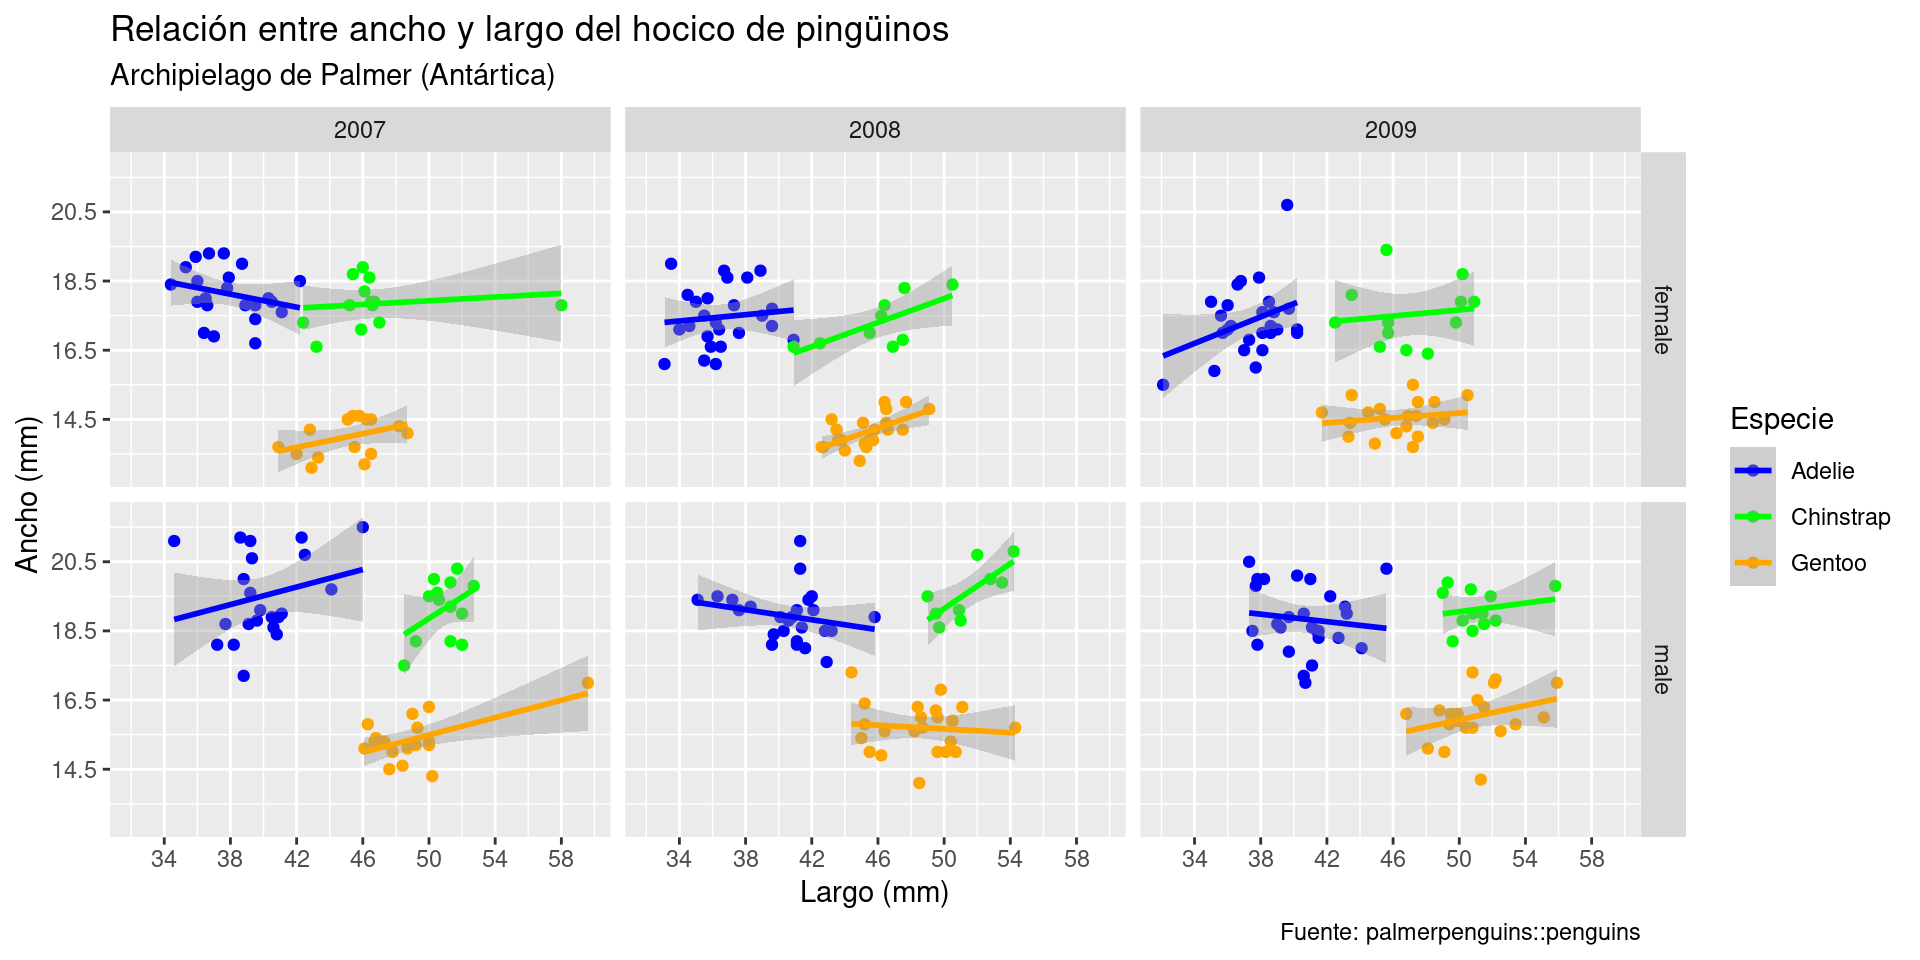 Relación entre ancho y largo del hocico de pingüinos
Archipielago de Palmer (Antártica)
2007 2008 2009
20.5
18.5
16.5
14.5
female
20.5
18.5
16.5
14.5
male
Ancho (mm)
34 38 42 46 50 54 58 34 38 42 46 50 54 58 34 38 42 46 50 54 58
Largo (mm)
Especie
Adelie
Chinstrap
Gentoo
Fuente: palmerpenguins::penguins